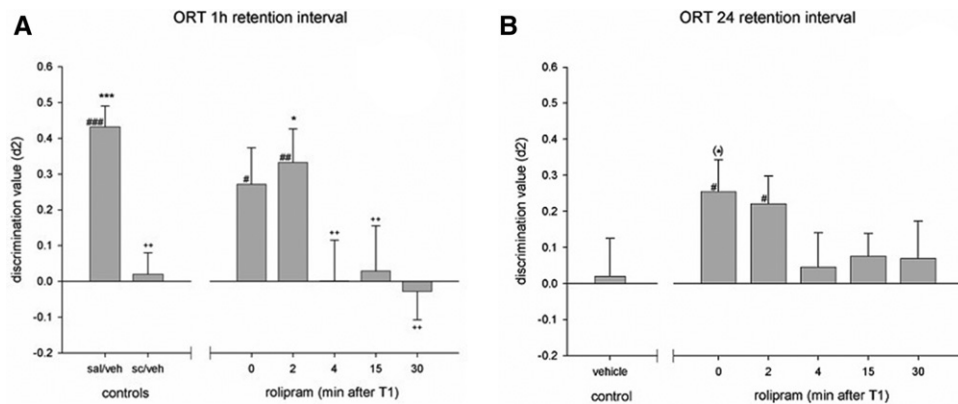 A
ORT 1h retention interval
discrimination value (d2)
0.6
0.5
0.4
0.3
0.2
0.1
0.0
-0.1
-0.2
***
###
++
#
*
##
++
++
++
sal/veh sc/veh
controls
0 2 4 15 30
rolipram (min after T1)
B
ORT 24 retention interval
discrimination value (d2)
0.6
0.5
0.4
0.3
0.2
0.1
0.0
-0.1
-0.2
(*)
#
#
vehicle
control
0 2 4 15 30
rolipram (min after T1)